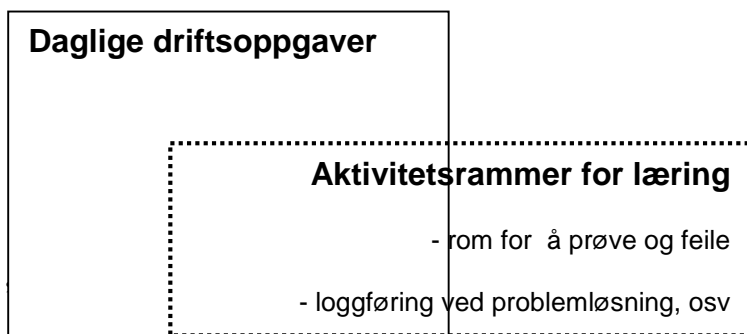 Daglige driftsoppgaver
Aktivitetsrammer for læring
- rom for å prøve og feile
- loggføring ved problemløsning, osv